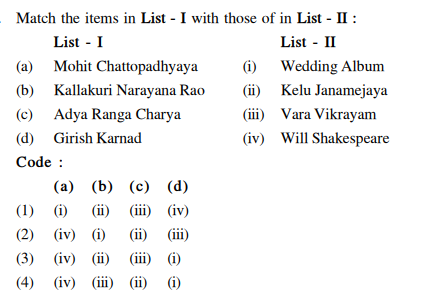 Match the items in List - I with those of in List - II :
List - I List - II
(a) Mohit Chattopadhyaya (i) Wedding Album
(b) Kallakuri Narayana Rao (ii) Kelu Janamejaya
(c) Adya Ranga Charya (iii) Vara Vikrayam
(d) Girish Karnad (iv) Will Shakespeare
Code :
(a) (b) (c) (d)
(1) (i) (ii) (iii) (iv)
(2) (iv) (i) (ii) (iii)
(3) (iv) (ii) (iii) (i)
(4) (iv) (iii) (ii) (i)